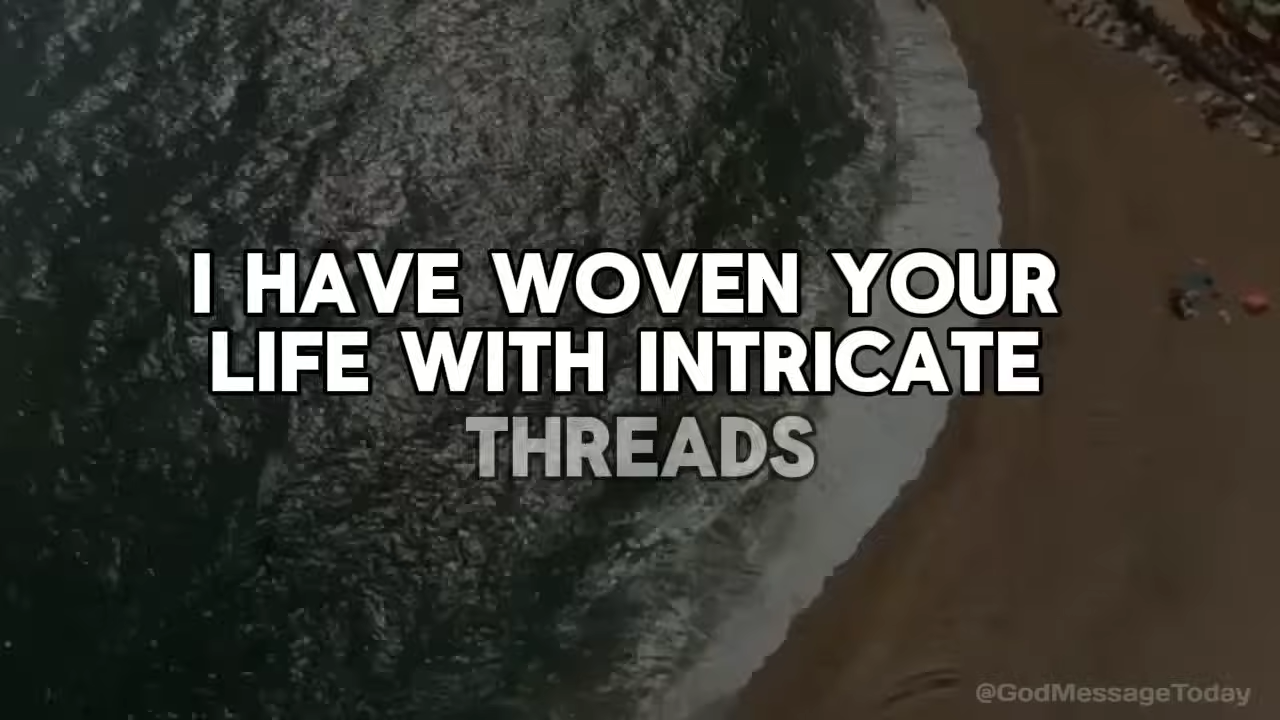 I HAVE WOVEN YOUR
LIFE WITH INTRICATE
THREADS
@GodMessageToday